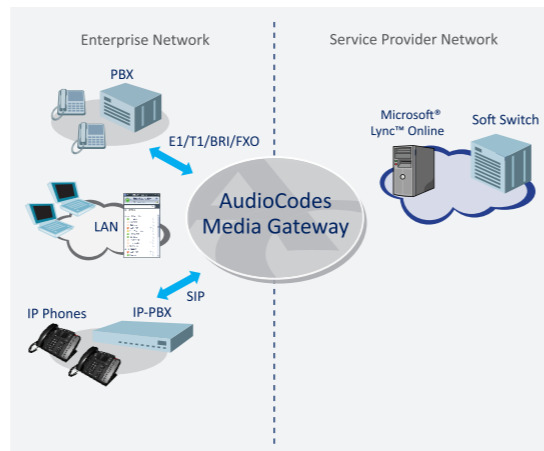 Enterprise Network
Service Provider Network
PBX
E1/T1/BRI/FXO
Microsoft®
Lync™ Online
Soft Switch
AudioCodes
Media Gateway
LAN
SIP
IP Phones
IP-PBX